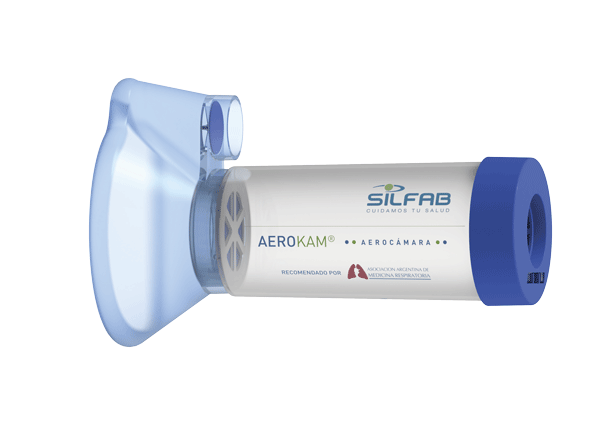 SILFAB
CUIDAMOS TU SALUD
AEROKAM®
AEROCÁMARA
RECOMENDADO POR
ASOCIACIÓN ARGENTINA DE
MEDICINA RESPIRATORIA